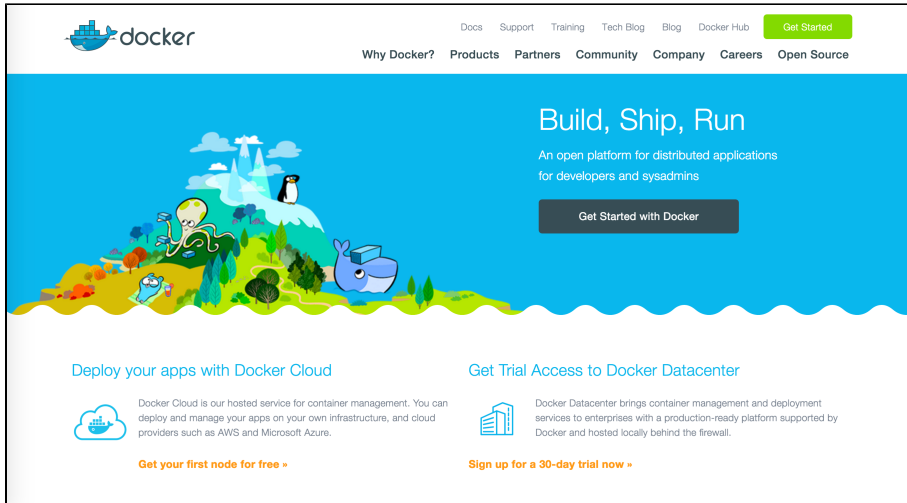 docker
Docs Support Training Tech Blog Blog Docker Hub Get Started
Why Docker? Products Partners Community Company Careers Open Source
Build, Ship, Run
An open platform for distributed applications
for developers and sysadmins
Get Started with Docker
Deploy your apps with Docker Cloud
Docker Cloud is our hosted service for container management. You can
deploy and manage your apps on your own infrastructure, and cloud
providers such as AWS and Microsoft Azure.
Get your first node for free »
Get Trial Access to Docker Datacenter
Docker Datacenter brings container management and deployment
services to enterprises with a production-ready platform supported by
Docker and hosted locally behind the firewall.
Sign up for a 30-day trial now »